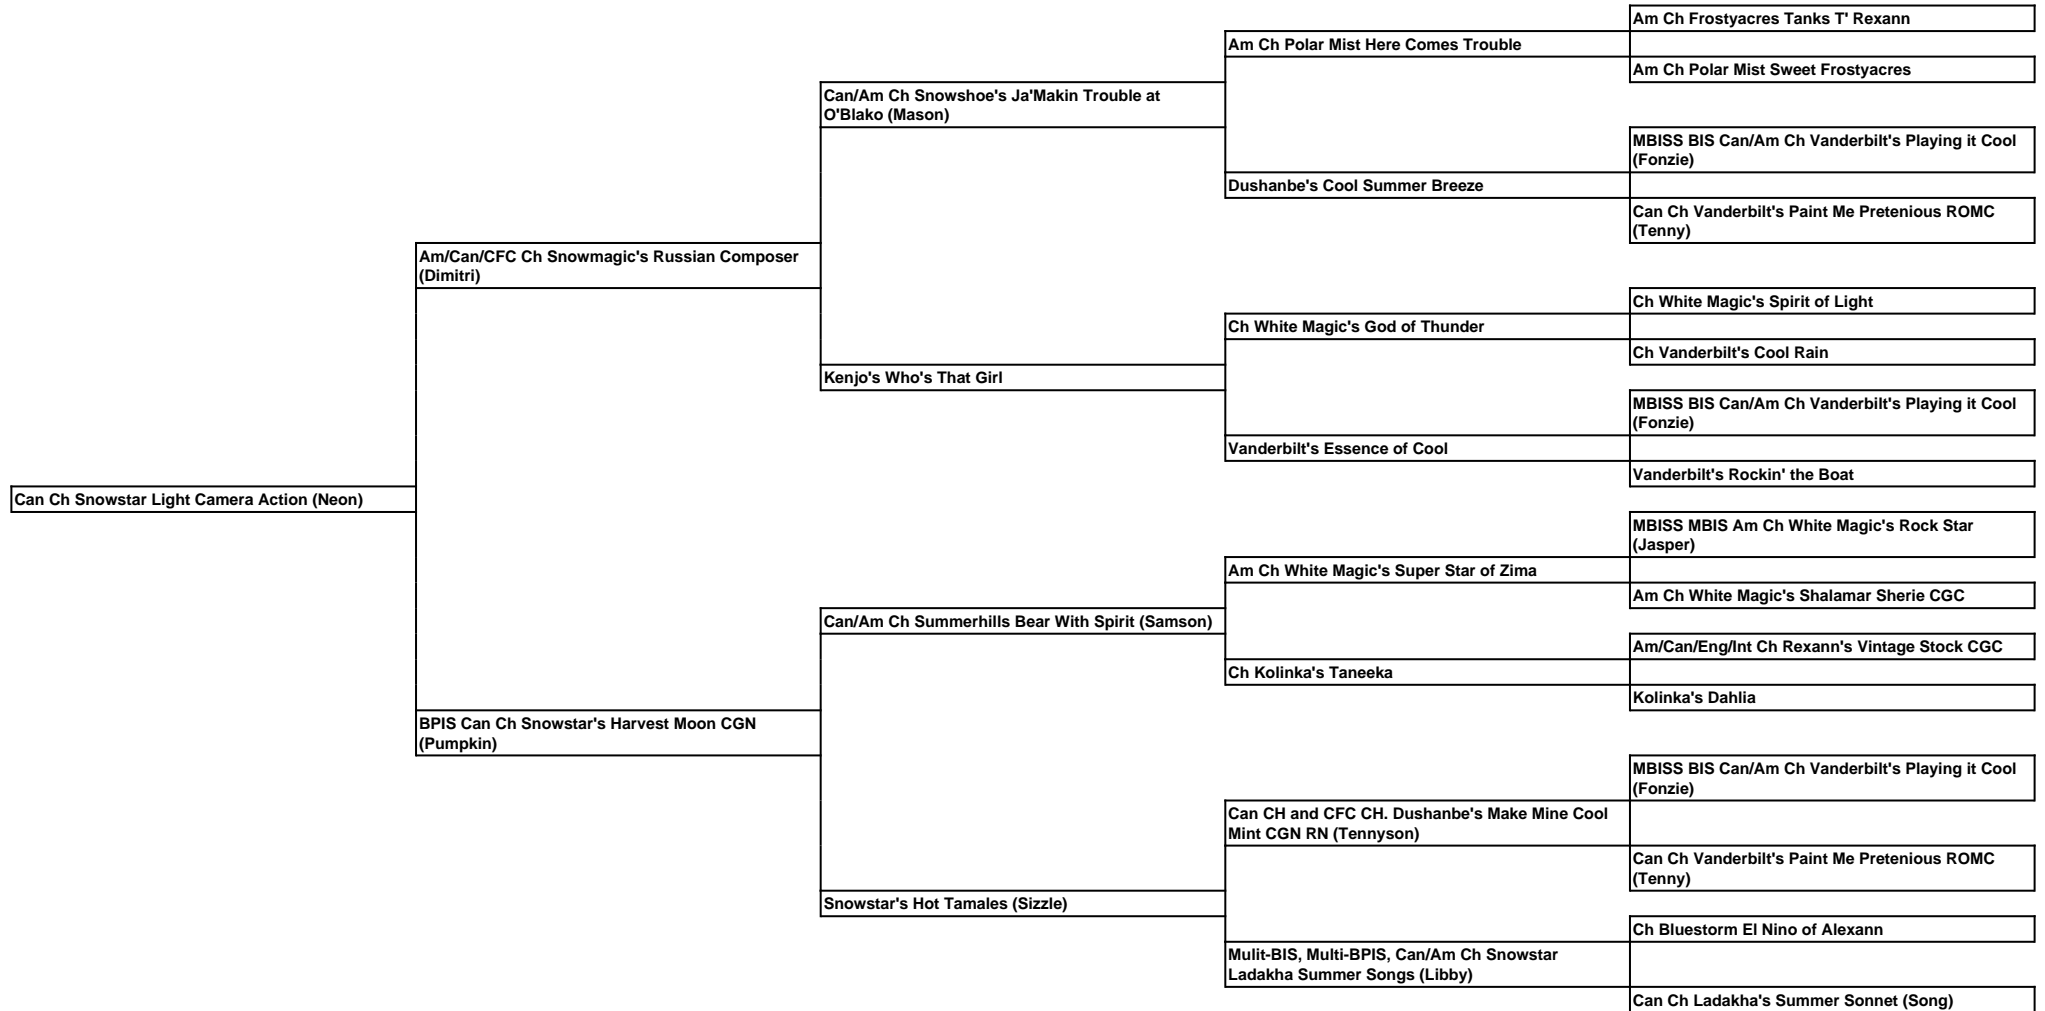 Am Ch Frostyacres Tanks T' Rexann
Am Ch Polar Mist Here Comes Trouble
Am Ch Polar Mist Sweet Frostyacres
Can/Am Ch Snowshoe's Ja'Makin Trouble at
O'Blako (Mason)
MBISS BIS Can/Am Ch Vanderbilt's Playing it Cool
(Fonzie)
Dushanbe's Cool Summer Breeze
Can Ch Vanderbilt's Paint Me Pretenious ROMC
(Tenny)
Am/Can/CFC Ch Snowmagic's Russian Composer
(Dimitri)
Ch White Magic's Spirit of Light
Ch White Magic's God of Thunder
Ch Vanderbilt's Cool Rain
Kenjo's Who's That Girl
MBISS BIS Can/Am Ch Vanderbilt's Playing it Cool
(Fonzie)
Vanderbilt's Essence of Cool
Vanderbilt's Rockin' the Boat
Can Ch Snowstar Light Camera Action (Neon)
MBISS MBIS Am Ch White Magic's Rock Star
(Jasper)
Am Ch White Magic's Super Star of Zima
Am Ch White Magic's Shalamar Sherie CGC
Can/Am Ch Summerhills Bear With Spirit (Samson)
Am/Can/Eng/Int Ch Rexann's Vintage Stock CGC
Ch Kolinka's Taneeka
Kolinka's Dahlia
BPIS Can Ch Snowstar's Harvest Moon CGN
(Pumpkin)
MBISS BIS Can/Am Ch Vanderbilt's Playing it Cool
(Fonzie)
Can CH and CFC CH. Dushanbe's Make Mine Cool
Mint CGN RN (Tennyson)
Can Ch Vanderbilt's Paint Me Pretenious ROMC
(Tenny)
Snowstar's Hot Tamales (Sizzle)
Ch Bluestorm El Nino of Alexann
Mulit-BIS, Multi-BPIS, Can/Am Ch Snowstar
Ladakha Summer Songs (Libby)
Can Ch Ladakha's Summer Sonnet (Song)